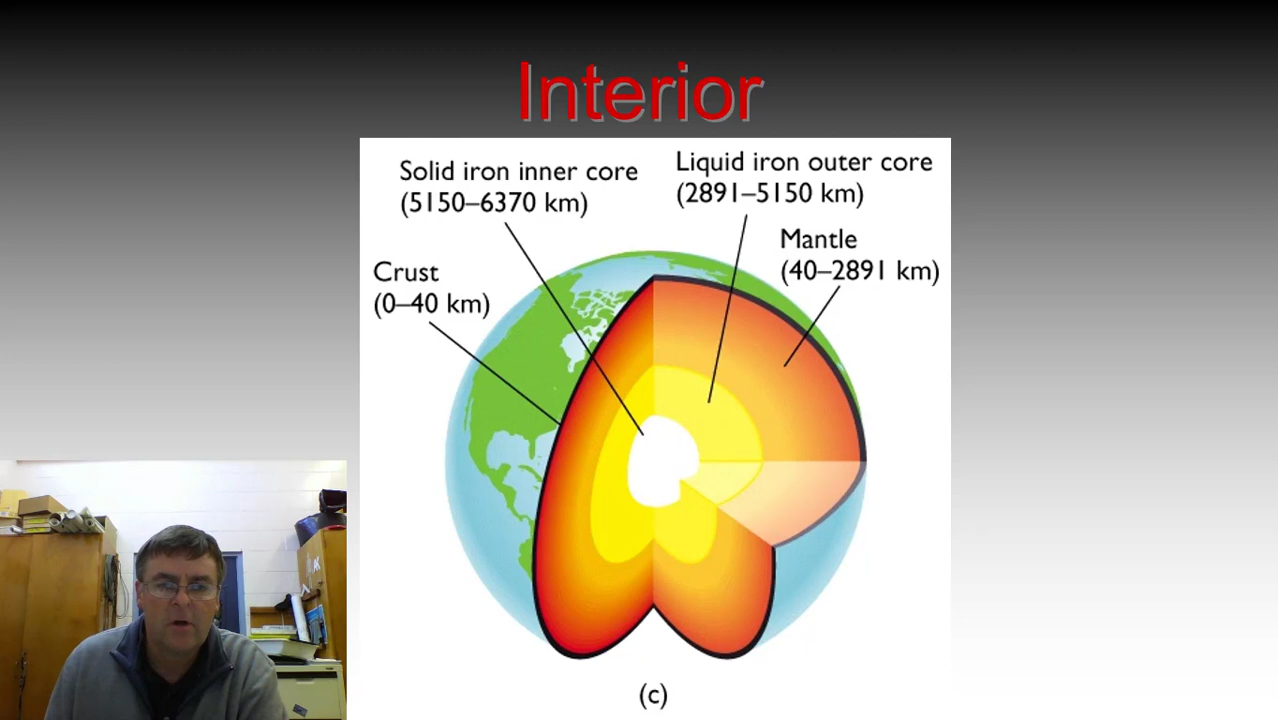 Interior
Solid iron inner core
(5150–6370 km)
Liquid iron outer core
(2891–5150 km)
Mantle
(40–2891 km)
Crust
(0–40 km)
(c)